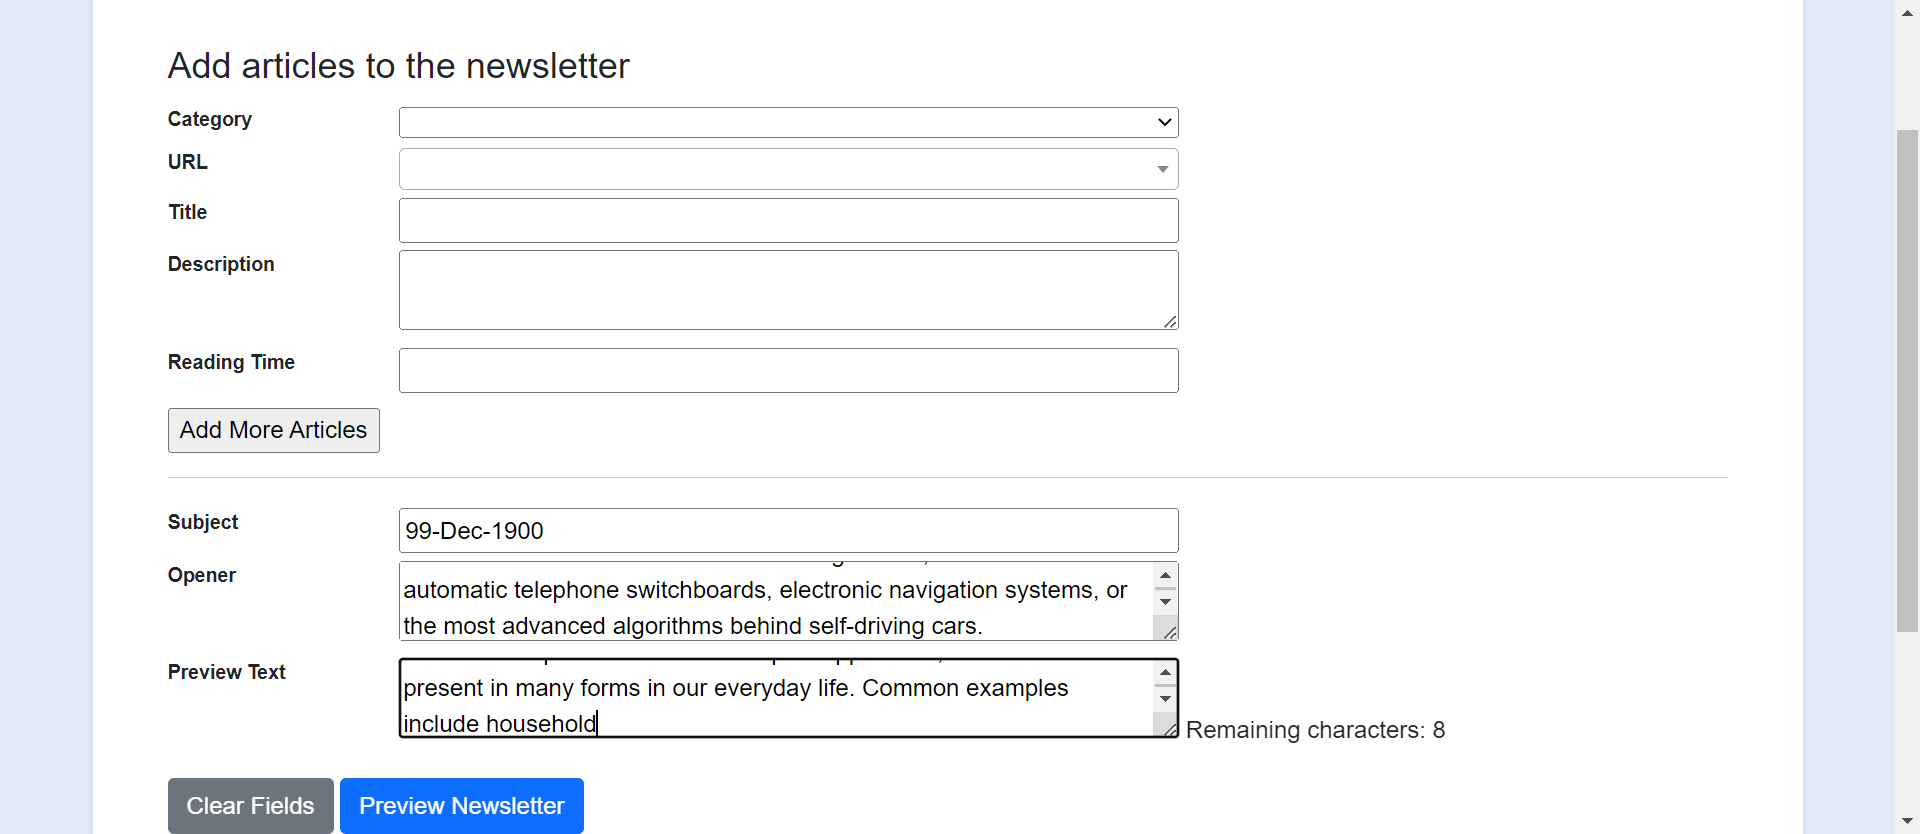 Add articles to the newsletter
Category
URL
Title
Description
Reading Time
Add More Articles
Subject
99-Dec-1900
Opener
automatic telephone switchboards, electronic navigation systems, or
the most advanced algorithms behind self-driving cars.
Preview Text
present in many forms in our everyday life. Common examples
include household
Remaining characters: 8
Clear Fields
Preview Newsletter